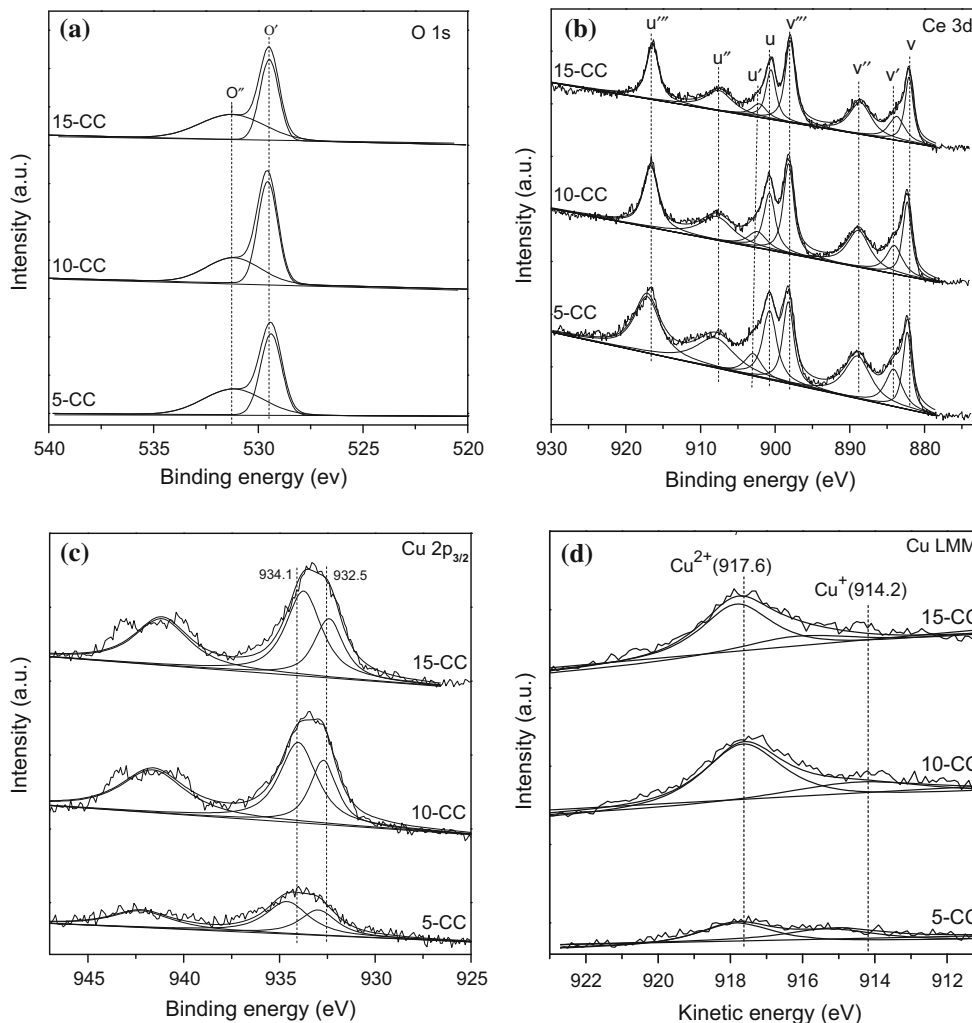 (a)
O 1s
O′
O″
15-CC
10-CC
5-CC
Intensity (a.u.)
540 535 530 525 520
Binding energy (ev)
(b)
Ce 3d
u‴ u″ u′ u v‴ v″ v′ v
15-CC
10-CC
5-CC
Intensity (a.u.)
930 920 910 900 890 880
Binding energy (eV)
(c)
Cu 2p3/2
934.1 932.5
15-CC
10-CC
5-CC
Intensity (a.u.)
945 940 935 930 925
Binding energy (eV)
(d)
Cu LMM
Cu²⁺(917.6)
Cu⁺(914.2)
15-CC
10-CC
5-CC
Intensity (a.u.)
922 920 918 916 914 912
Kinetic energy (eV)